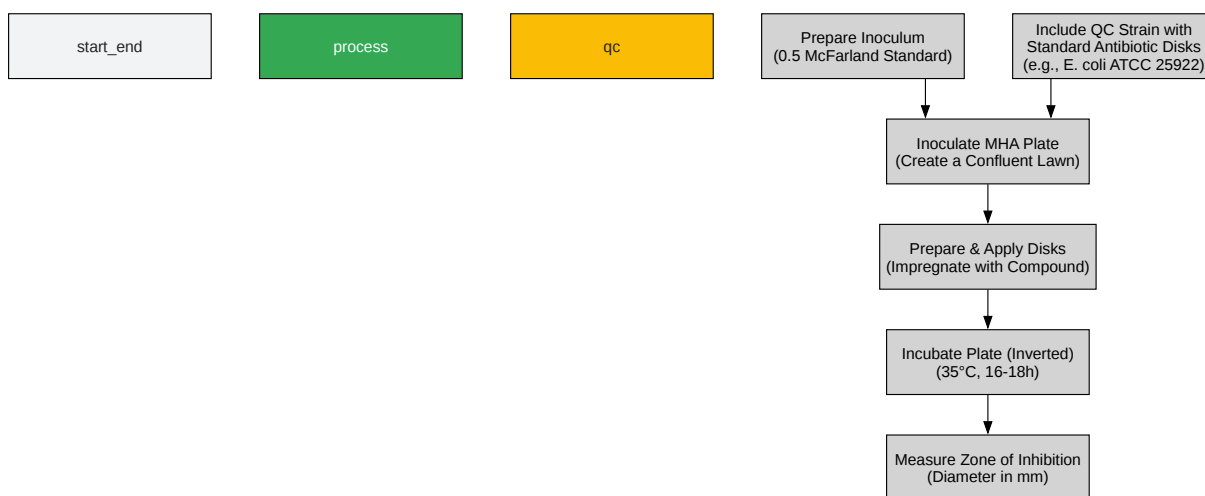 start_end
process
qc
Prepare Inoculum
(0.5 McFarland Standard)
Include QC Strain with
Standard Antibiotic Disks
(e.g., E. coli ATCC 25922)
Inoculate MHA Plate
(Create a Confluent Lawn)
Prepare & Apply Disks
(Impregnate with Compound)
Incubate Plate (Inverted)
(35°C, 16-18h)
Measure Zone of Inhibition
(Diameter in mm)